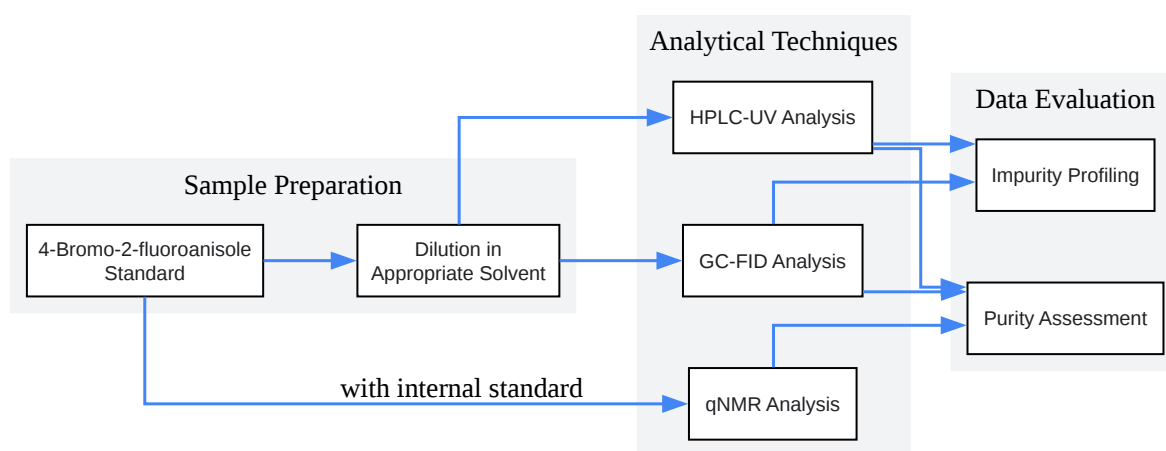 Analytical Techniques
HPLC-UV Analysis
Data Evaluation
Impurity Profiling
Sample Preparation
4-Bromo-2-fluoroanisole
Standard
Dilution in
Appropriate Solvent
GC-FID Analysis
Purity Assessment
with internal standard
qNMR Analysis